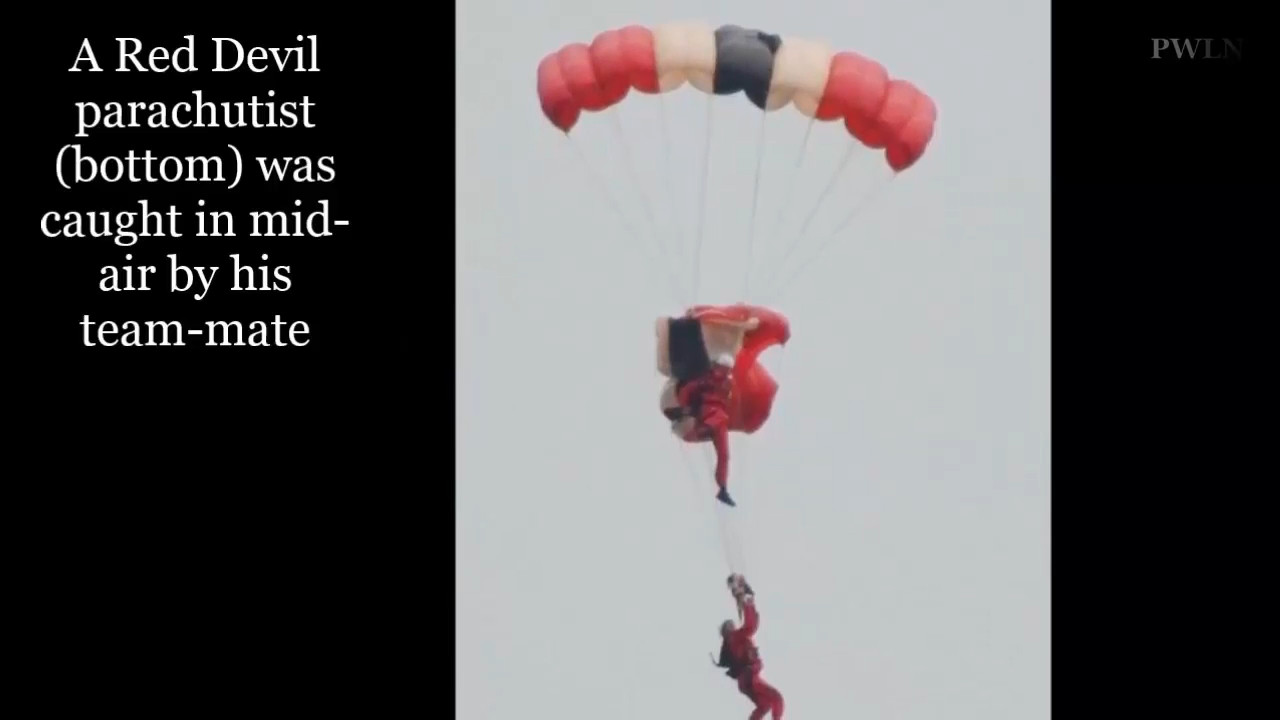 A Red Devil
parachutist
(bottom) was
caught in mid-
air by his
team-mate
PWLN